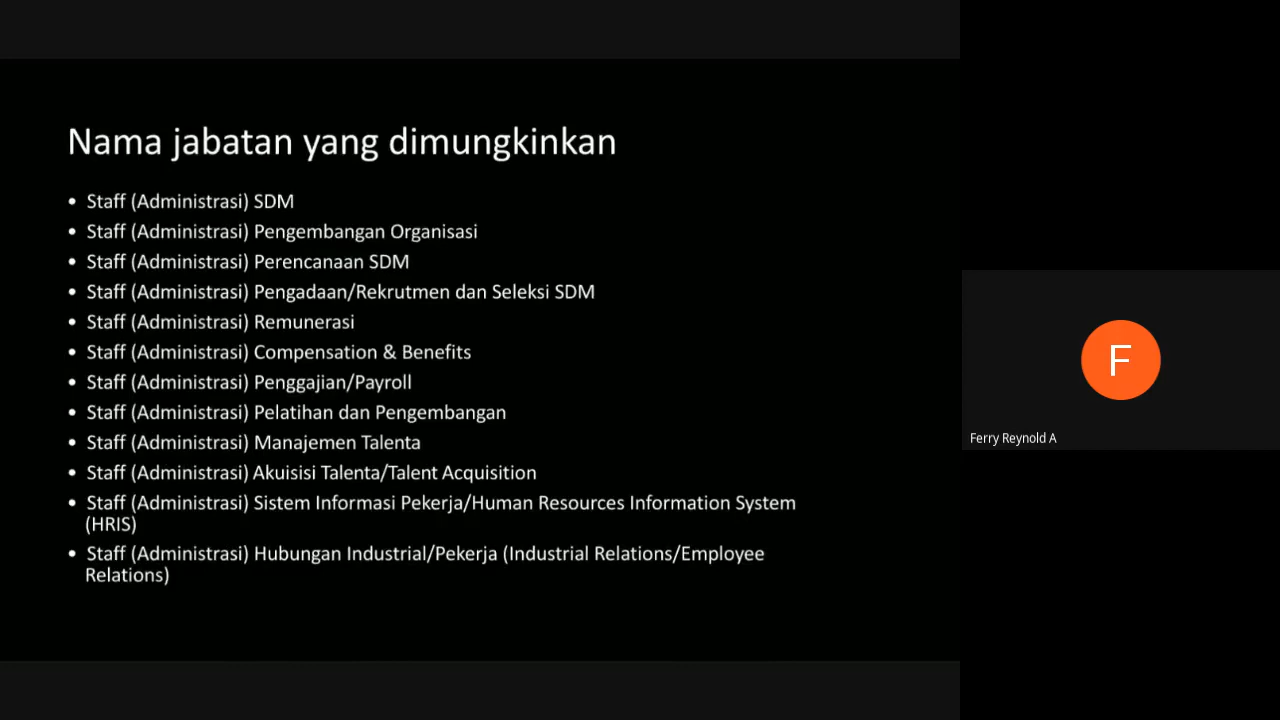 Nama jabatan yang dimungkinkan
• Staff (Administrasi) SDM
• Staff (Administrasi) Pengembangan Organisasi
• Staff (Administrasi) Perencanaan SDM
• Staff (Administrasi) Pengadaan/Rekrutmen dan Seleksi SDM
• Staff (Administrasi) Remunerasi
• Staff (Administrasi) Compensation & Benefits
• Staff (Administrasi) Penggajian/Payroll
• Staff (Administrasi) Pelatihan dan Pengembangan
• Staff (Administrasi) Manajemen Talenta
• Staff (Administrasi) Akuisisi Talenta/Talent Acquisition
• Staff (Administrasi) Sistem Informasi Pekerja/Human Resources Information System
(HRIS)
• Staff (Administrasi) Hubungan Industrial/Pekerja (Industrial Relations/Employee
Relations)
F
Ferry Reynold A